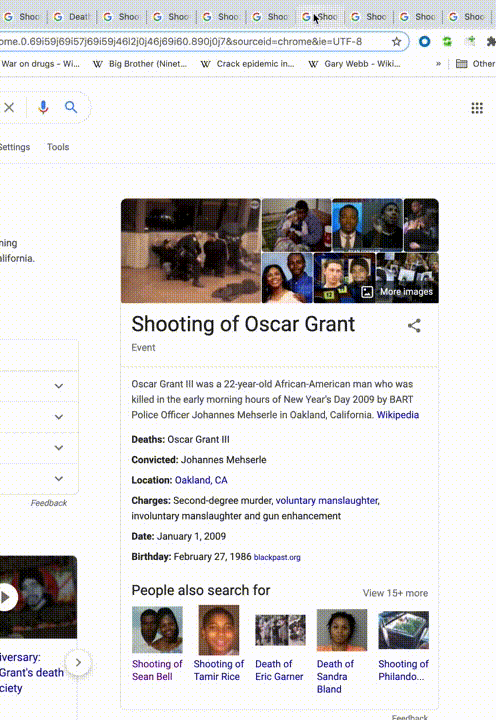 Shoo
Death
Shoo
Shoo
Shoo
Shoo
Shoo
Shoo
Shoo
Shoo
ome.0.69i59j69i57j69i59j46l2j0j46j69i60.890j0j7&sourceid=chrome&ie=UTF-8
War on drugs - Wi...
Big Brother (Ninet...
Crack epidemic in...
Gary Webb - Wiki...
»
Other
Settings
Tools
ning
alifornia.
More images
Shooting of Oscar Grant
Event
Oscar Grant III was a 22-year-old African-American man who was
killed in the early morning hours of New Year's Day 2009 by BART
Police Officer Johannes Mehserle in Oakland, California. Wikipedia
Deaths: Oscar Grant III
Convicted: Johannes Mehserle
Location: Oakland, CA
Charges: Second-degree murder, voluntary manslaughter,
involuntary manslaughter and gun enhancement
Date: January 1, 2009
Birthday: February 27, 1986 blackpast.org
Feedback
People also search for
View 15+ more
iversary:
Grant's death
ciety
Shooting of
Sean Bell
Shooting of
Tamir Rice
Death of
Eric Garner
Death of
Sandra
Bland
Shooting of
Philando...
Feedback